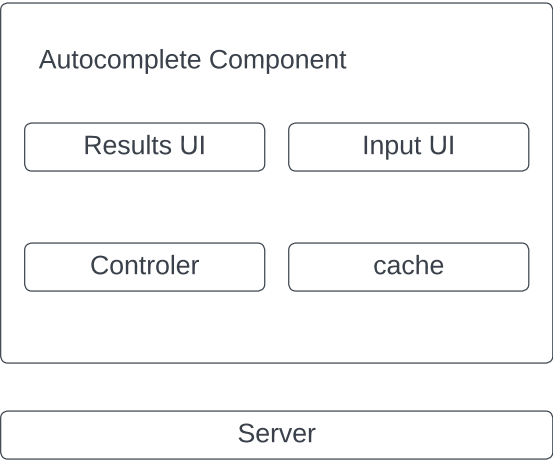 Autocomplete Component
Results UI
Input UI
Controler
cache
Server